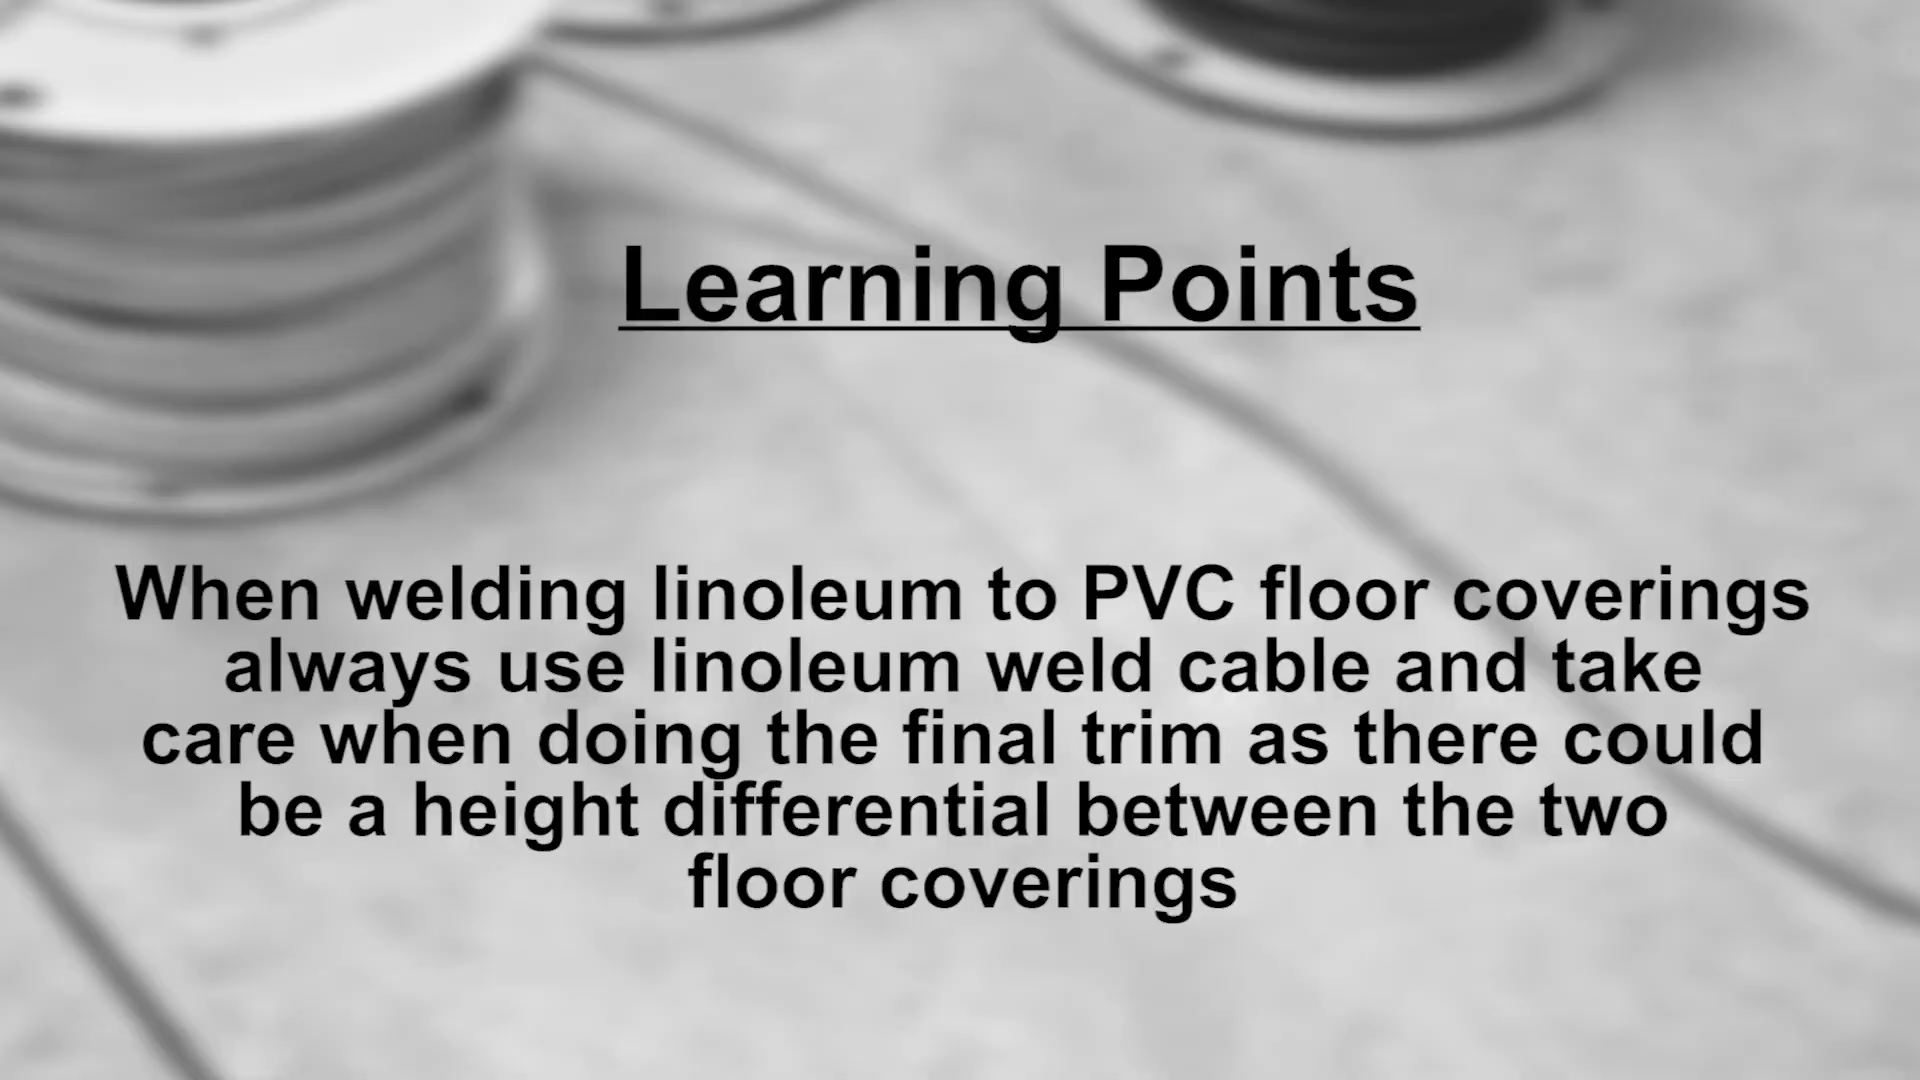 Learning Points
When welding linoleum to PVC floor coverings
always use linoleum weld cable and take
care when doing the final trim as there could
be a height differential between the two
floor coverings